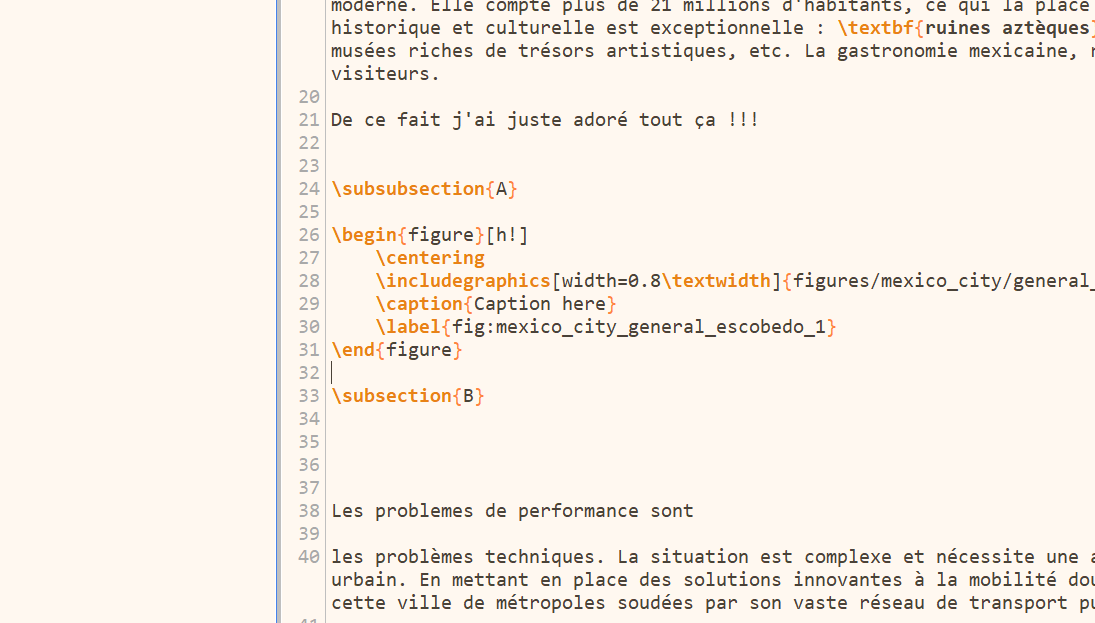 moderne. Elle compte plus de 21 millions d'habitants, ce qui la place
historique et culturelle est exceptionnelle : \textbf{ruines aztèques}
musées riches de trésors artistiques, etc. La gastronomie mexicaine,
visiteurs.
20
21 De ce fait j'ai juste adoré tout ça !!!
22
23
24 \subsubsection{A}
25
26 \begin{figure}[h!]
27 \centering
28 \includegraphics[width=0.8\textwidth]{figures/mexico_city/general_
29 \caption{Caption here}
30 \label{fig:mexico_city_general_escobedo_1}
31 \end{figure}
32
33 \subsection{B}
34
35
36
37
38 Les problemes de performance sont
39
40 les problèmes techniques. La situation est complexe et nécessite une
urbain. En mettant en place des solutions innovantes à la mobilité
cette ville de métropoles soudées par son vaste réseau de transport